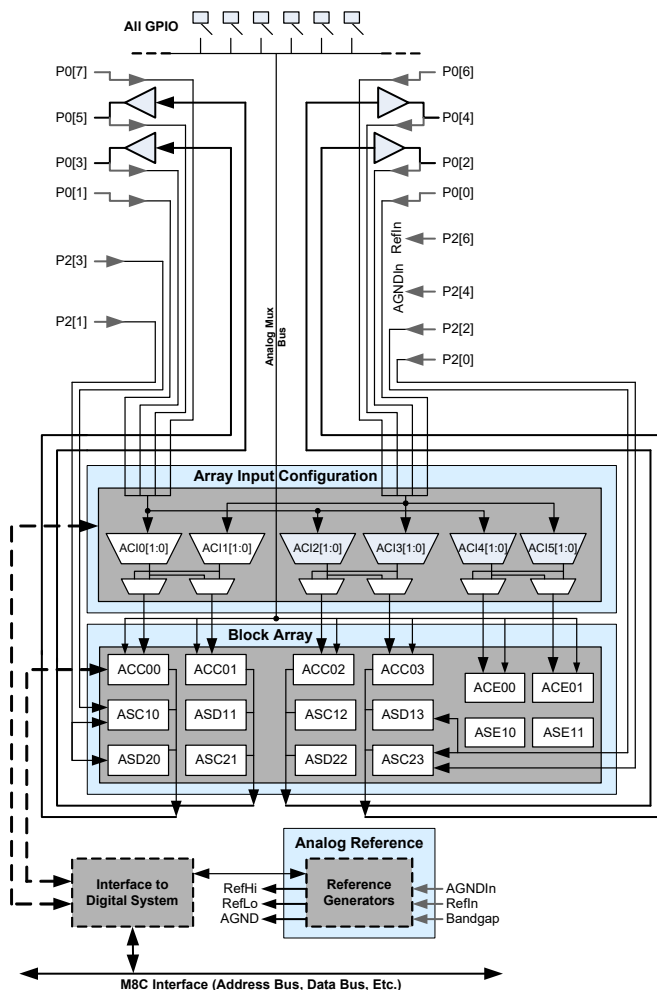 All GPIO
P0[7]
P0[6]
P0[5]
P0[4]
P0[3]
P0[2]
P0[1]
P0[0]
P2[6]
RefIn
P2[3]
AGNDIn
P2[4]
P2[1]
P2[2]
P2[0]
Analog Mux
Bus
Array Input Configuration
ACI0[1:0]
ACI1[1:0]
ACI2[1:0]
ACI3[1:0]
ACI4[1:0]
ACI5[1:0]
Block Array
ACC00
ACC01
ACC02
ACC03
ACE00
ACE01
ASC10
ASD11
ASC12
ASD13
ASE10
ASE11
ASD20
ASC21
ASD22
ASC23
Analog Reference
Interface to
Digital System
RefHi
RefLo
AGND
Reference
Generators
AGNDIn
RefIn
Bandgap
M8C Interface (Address Bus, Data Bus, Etc.)